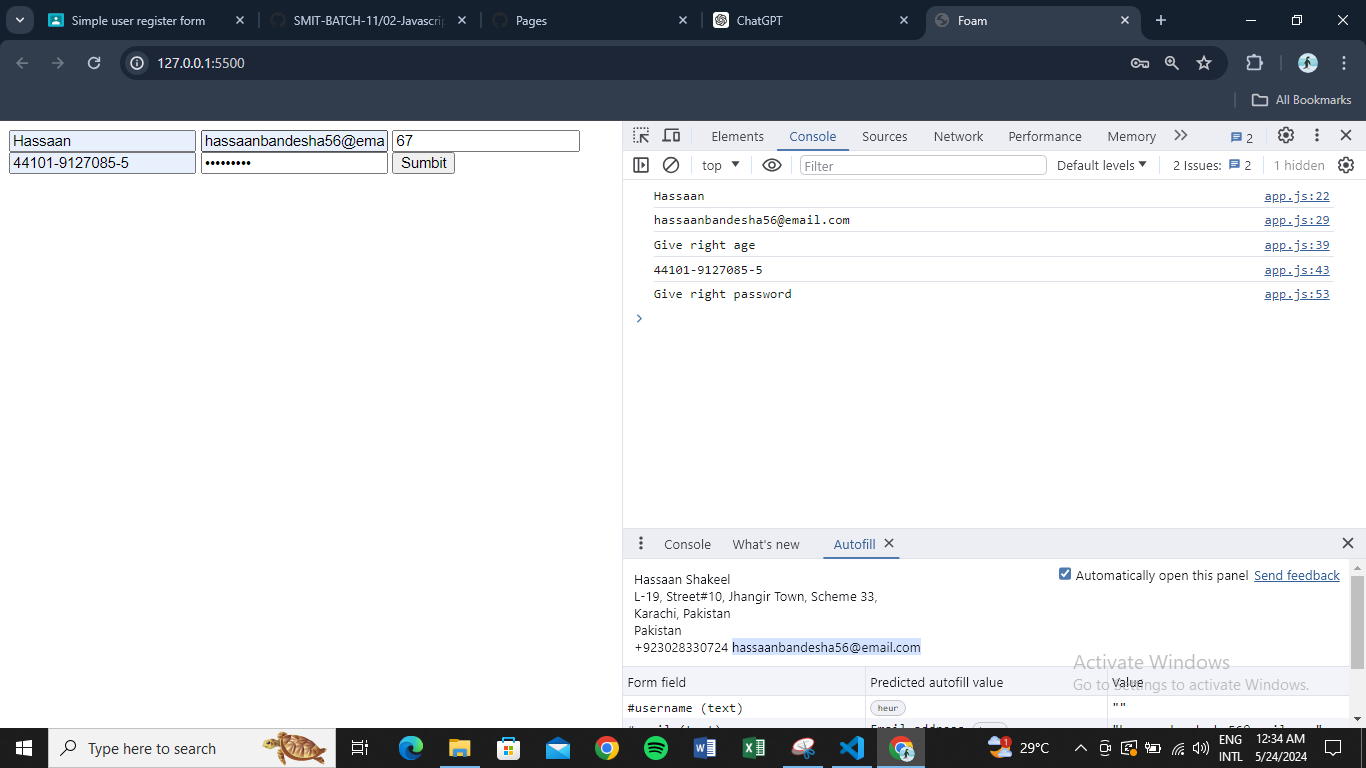 Simple user register form
SMIT-BATCH-11/02-Javascrip
Pages
ChatGPT
Foam
127.0.0.1:5500
All Bookmarks
Hassaan
hassaanbandesha56@ema
67
44101-9127085-5
•••••••••
Sumbit
Elements
Console
Sources
Network
Performance
Memory
2
top
Filter
Default levels
2 Issues:
2
1 hidden
Hassaan app.js:22
hassaanbandesha56@email.com app.js:29
Give right age app.js:39
44101-9127085-5 app.js:43
Give right password app.js:53
Console
What's new
Autofill
Hassaan Shakeel
Automatically open this panel Send feedback
L-19, Street#10, Jhangir Town, Scheme 33,
Karachi, Pakistan
Pakistan
+923028330724 hassaanbandesha56@email.com
Activate Windows
Go to Settings to activate Windows.
Form field
Predicted autofill value
Value
#username (text)
heur
""
Type here to search
1
29°C
ENG
INTL
12:34 AM
5/24/2024